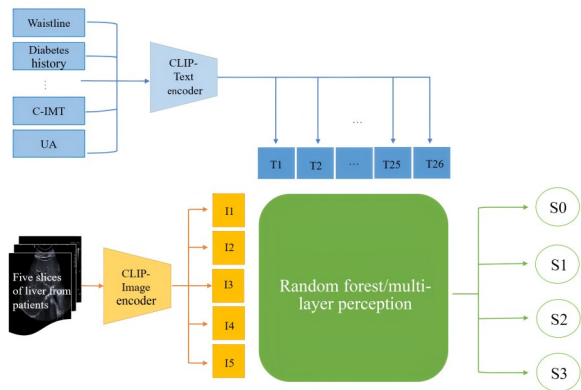 Waistline
Diabetes
history
⋮
C-IMT
UA
CLIP-
Text
encoder
...
T1
T2
...
T25
T26
Five slices
of liver from
patients
CLIP-
Image
encoder
I1
I2
I3
I4
I5
Random forest/multi-
layer perception
S0
S1
S2
S3